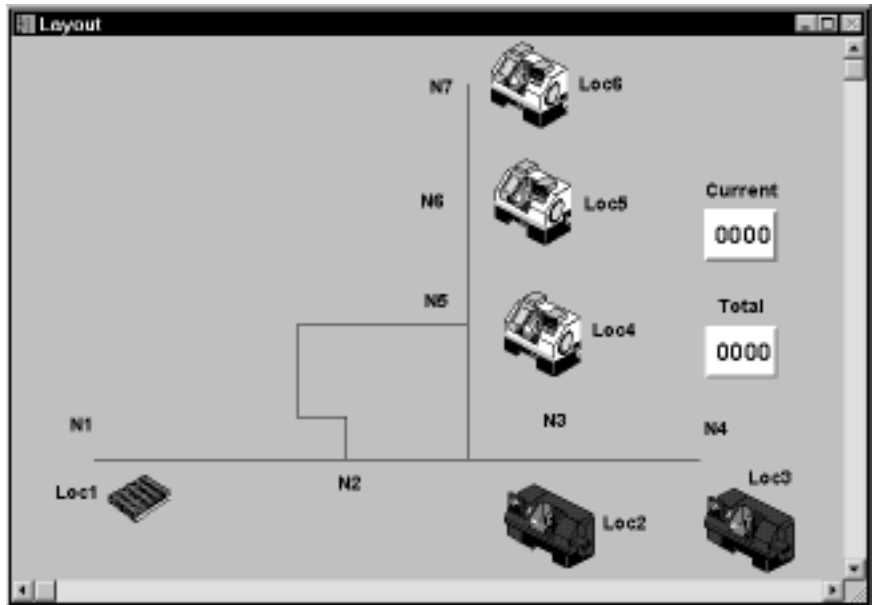 Layout
N7
Loc6
N6
Loc5
Current
0000
N5
Loc4
Total
0000
N1
N3
N4
Loc1
N2
Loc2
Loc3